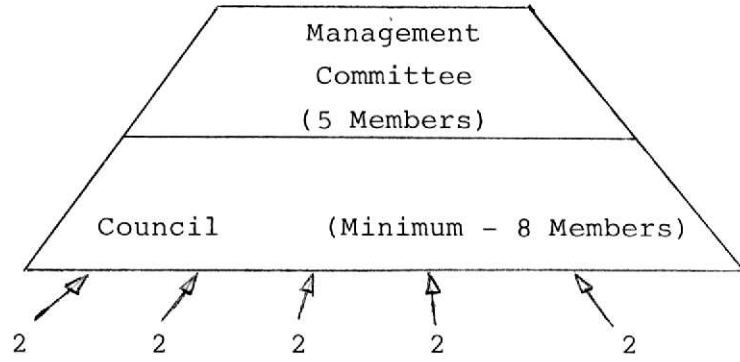 Management
Committee
(5 Members)
Council (Minimum - 8 Members)
2 2 2 2 2